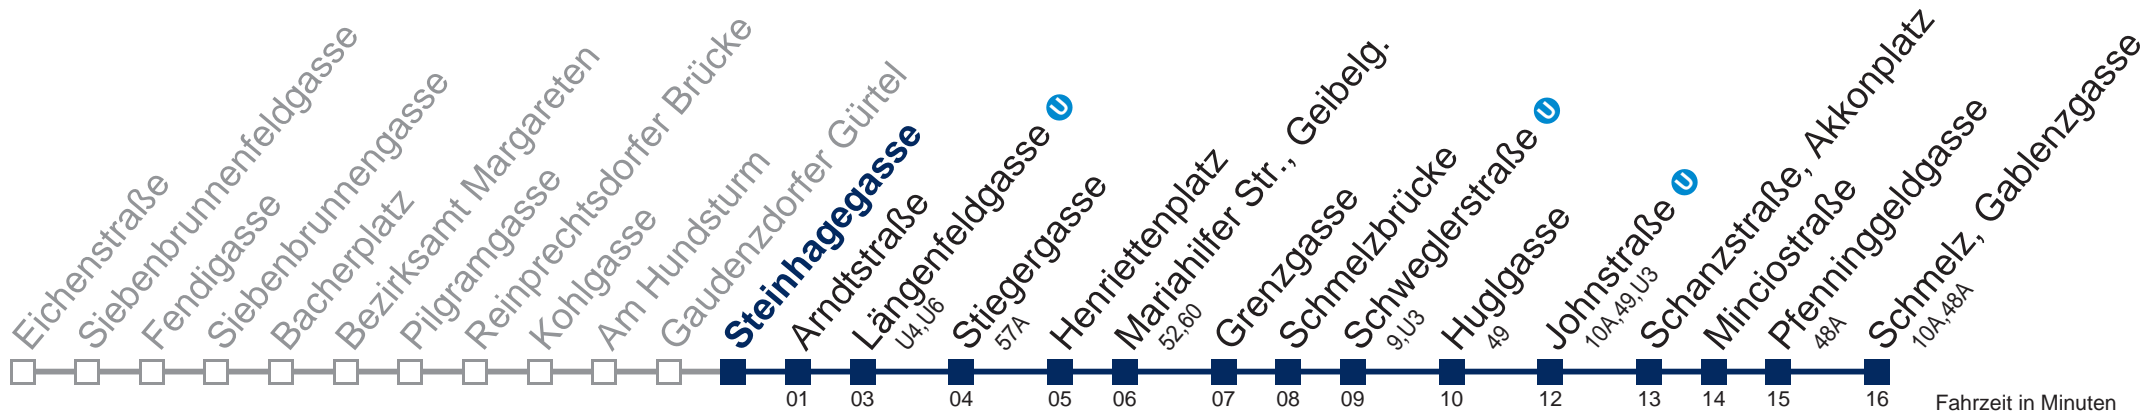 Eichenstraße
Siebenbrunnenfeldgasse
Fendigasse
Siebenbrunnengasse
Bacherplatz
Bezirksamt Margareten
Pilgramgasse
Reinprechtsdorfer Brücke
Kohlgasse
Am Hundsturm
Gaudenzdorfer Gürtel
Steinhagegasse
Arndtstraße
01
Längenfeldgasse U
U4,U6
03
Stiegergasse
57A
04
Henriettenplatz
05
Mariahilfer Str., Geibelg.
52,60
06
Grenzgasse
07
Schmelzbrücke
08
Schweglerstraße U
9,U3
09
Huglgasse
49
10
Johnstraße U
10A,49,U3
12
Schanzstraße, Akkonplatz
13
Minciostraße
14
Pfenninggeldgasse
48A
15
Schmelz, Gablenzgasse
10A,48A
16
Fahrzeit in Minuten